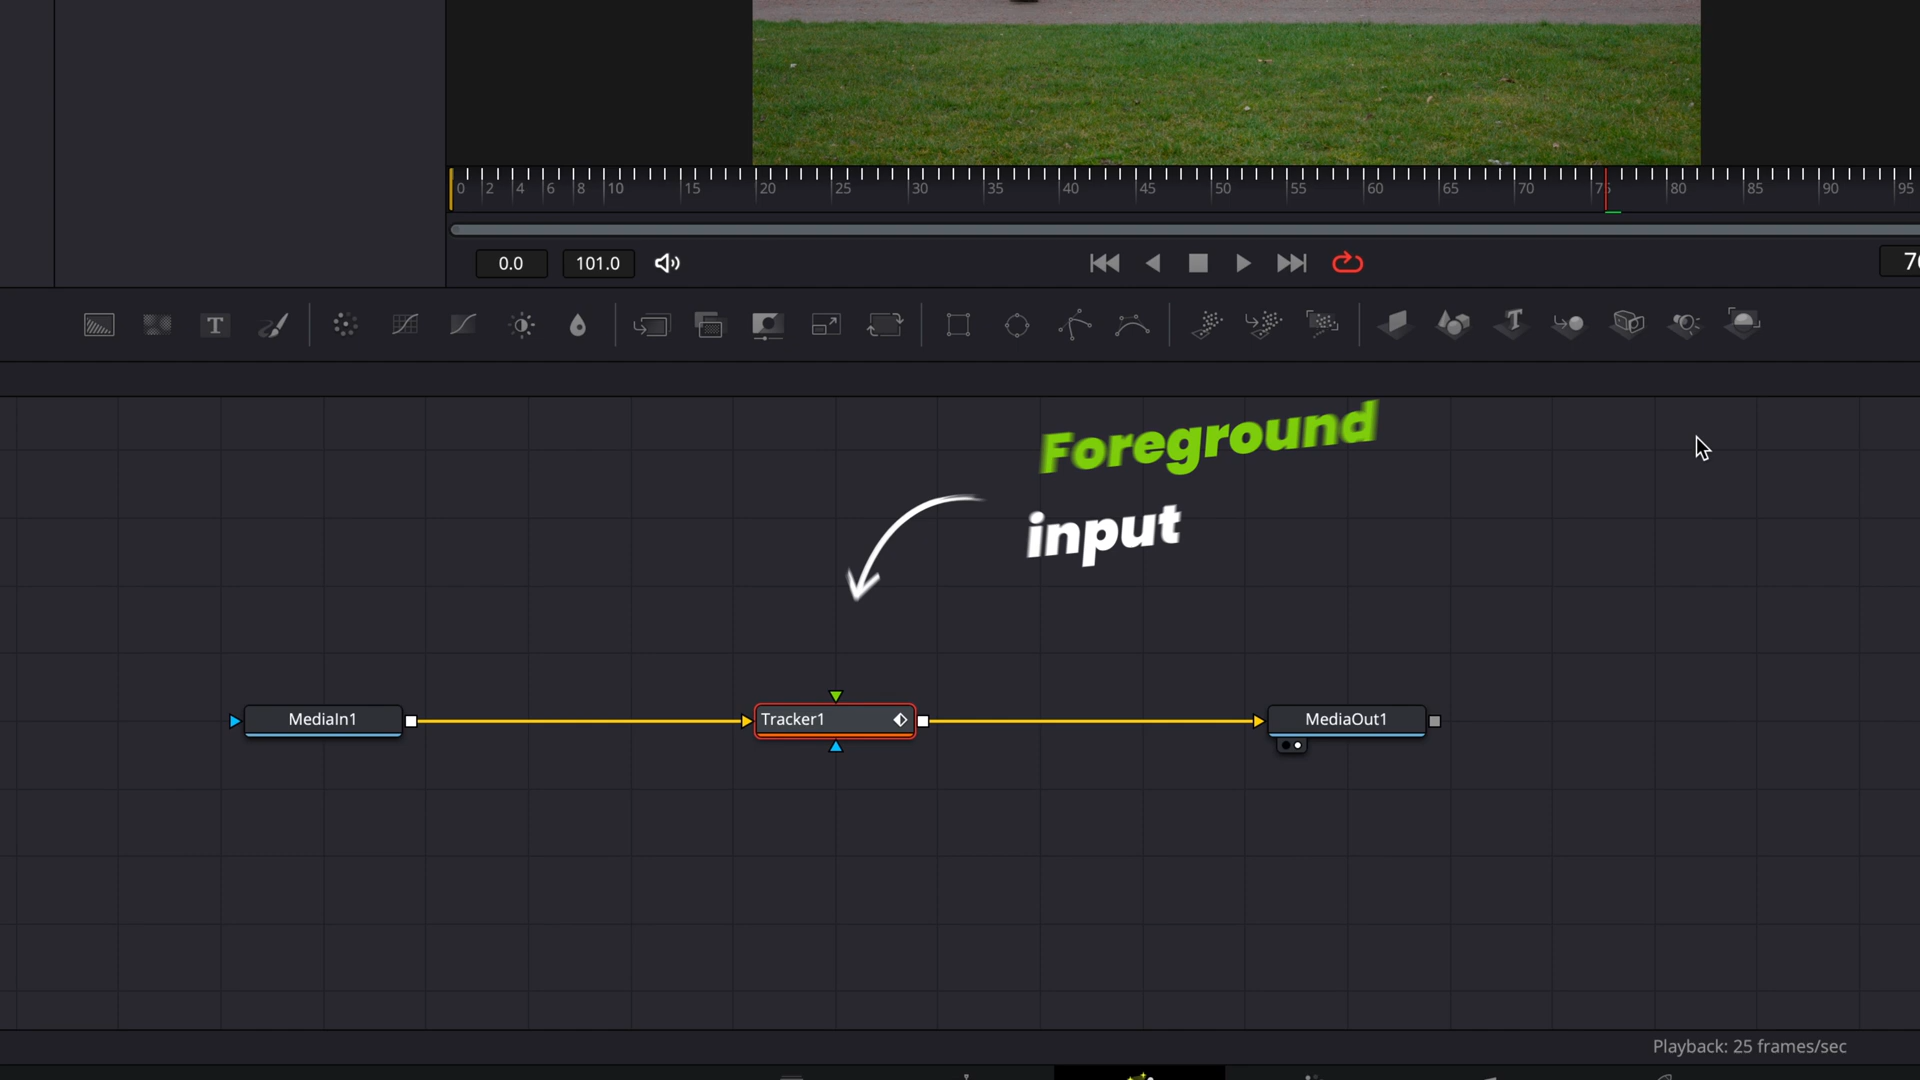 0 2 4 6 8 10 15 20 25 30 35 40 45 50 55 60 65 70 75 80 85 90 95
0.0 101.0
T
T
Foreground
input
MediaIn1 Tracker1 MediaOut1
Playback: 25 frames/sec